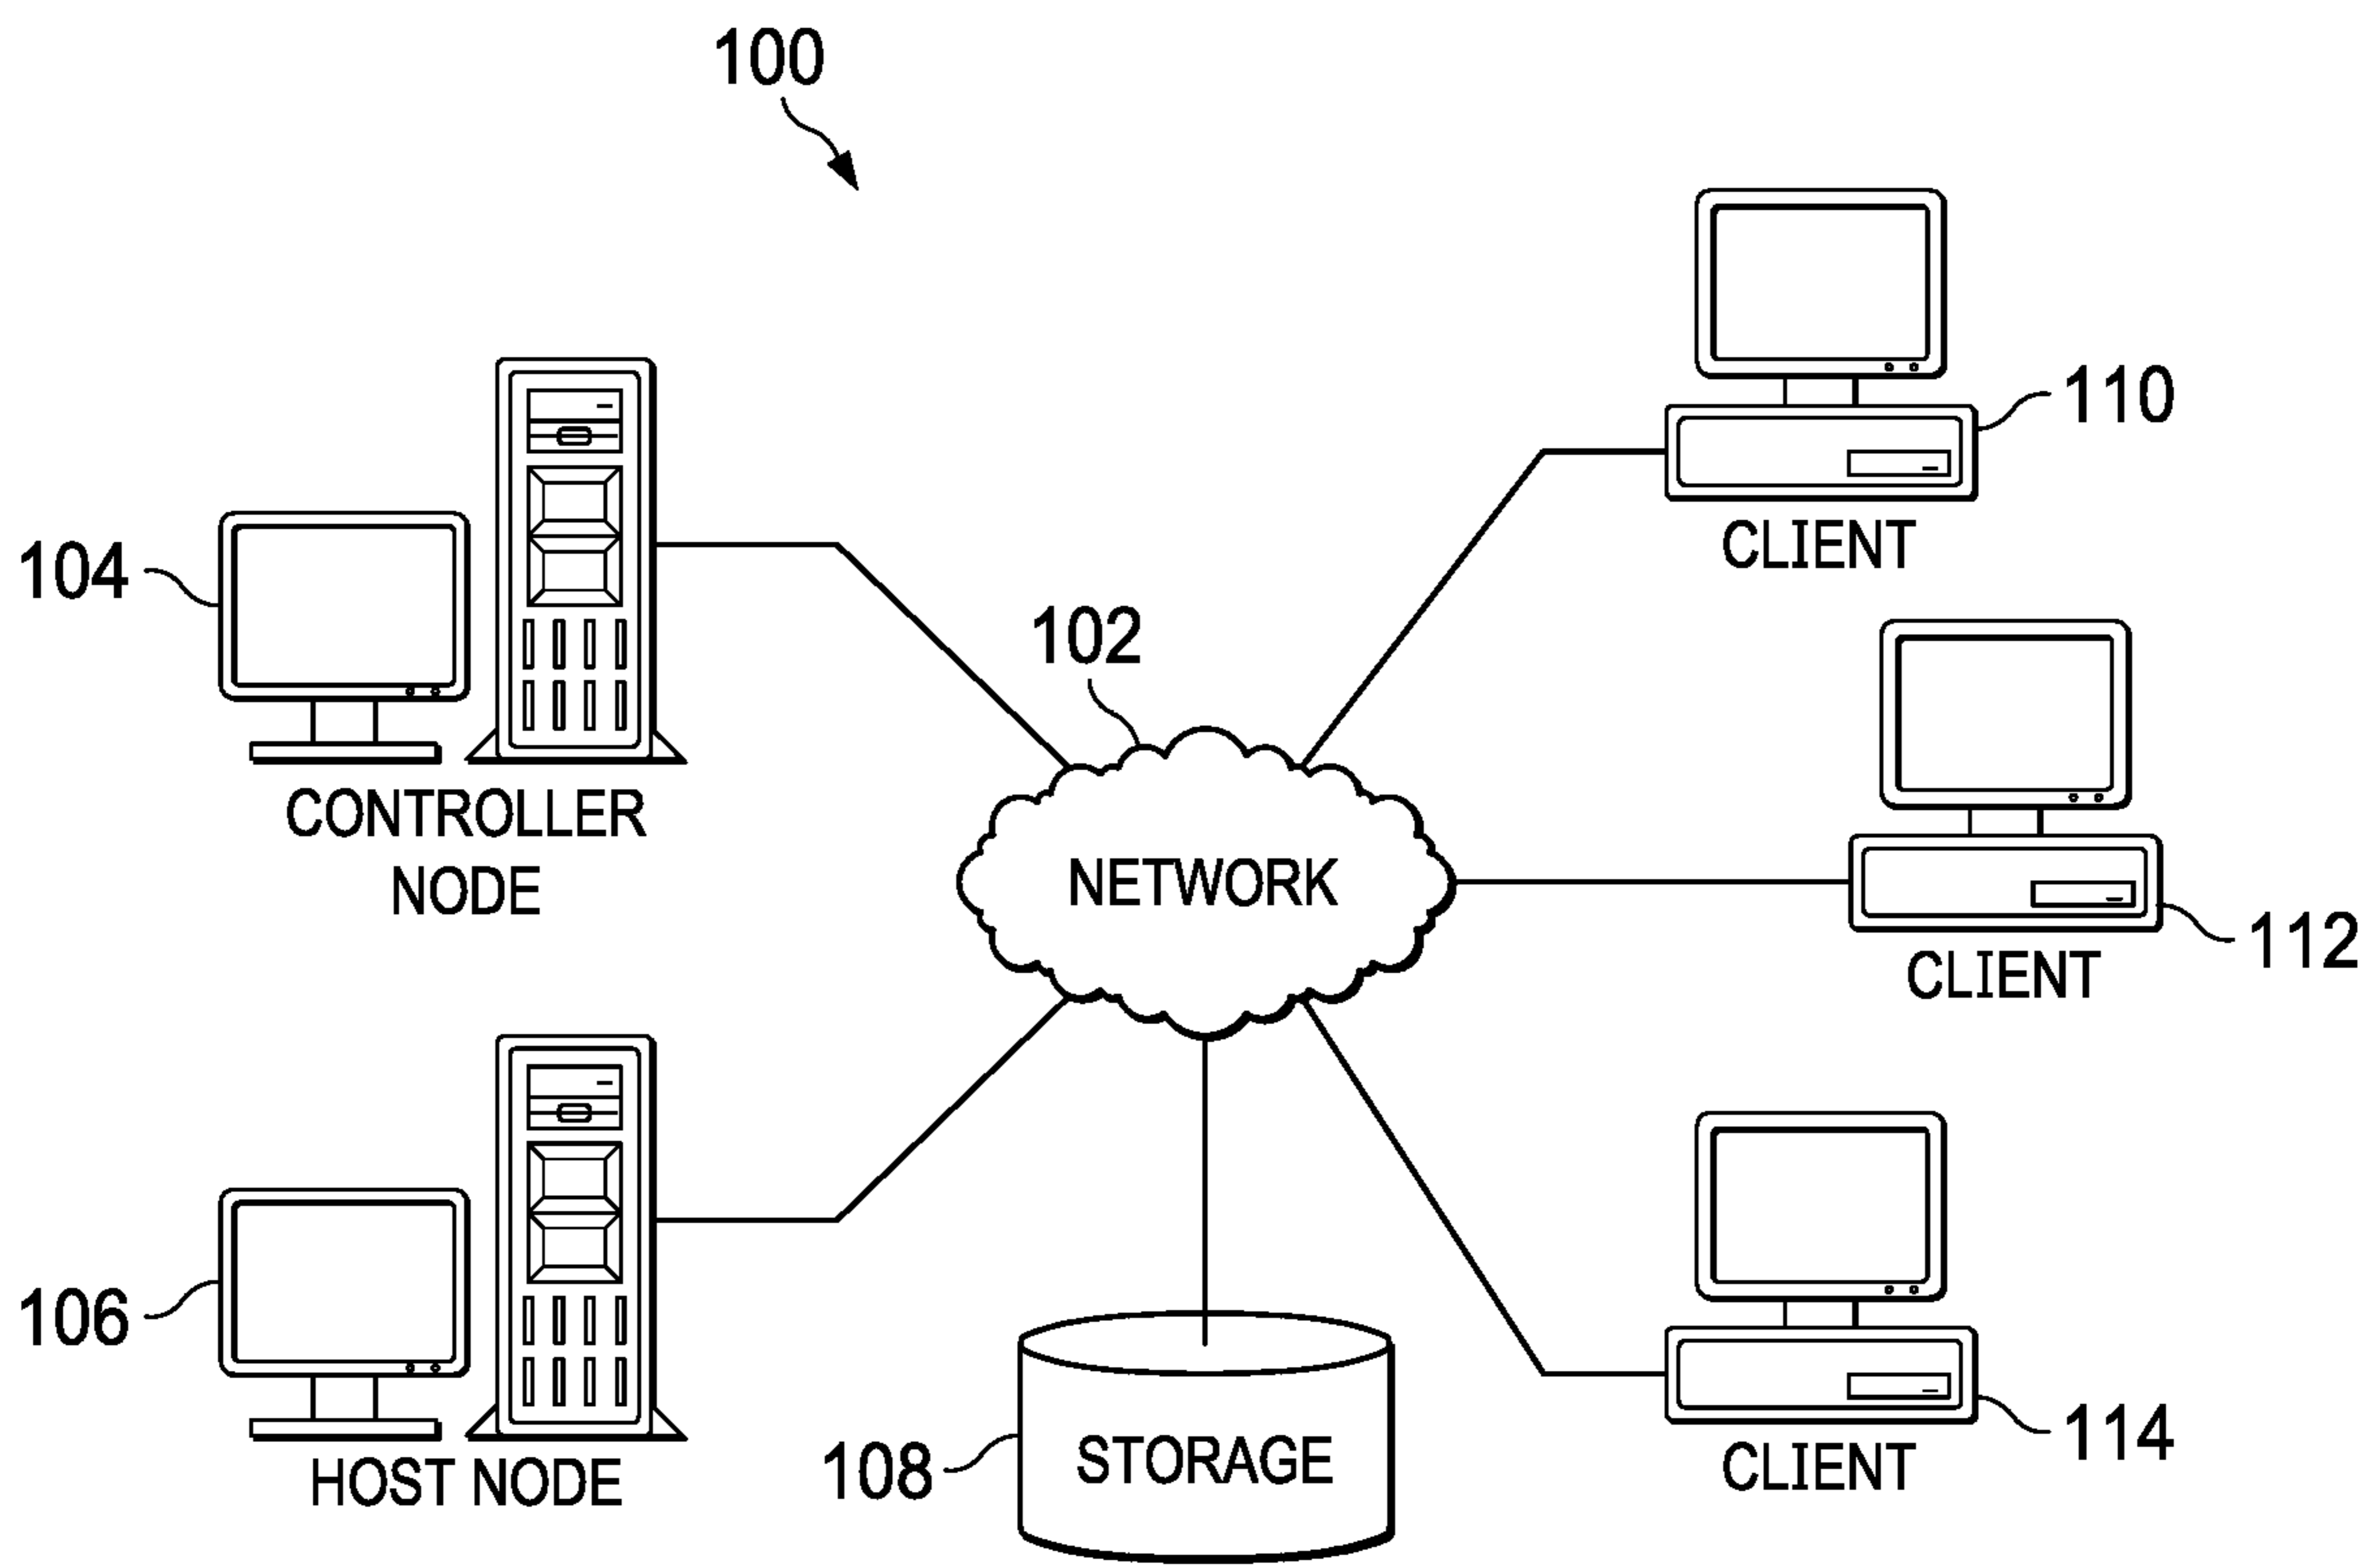 100
110
CLIENT
104
CONTROLLER
NODE
102
NETWORK
112
CLIENT
106
HOST NODE
108
STORAGE
114
CLIENT